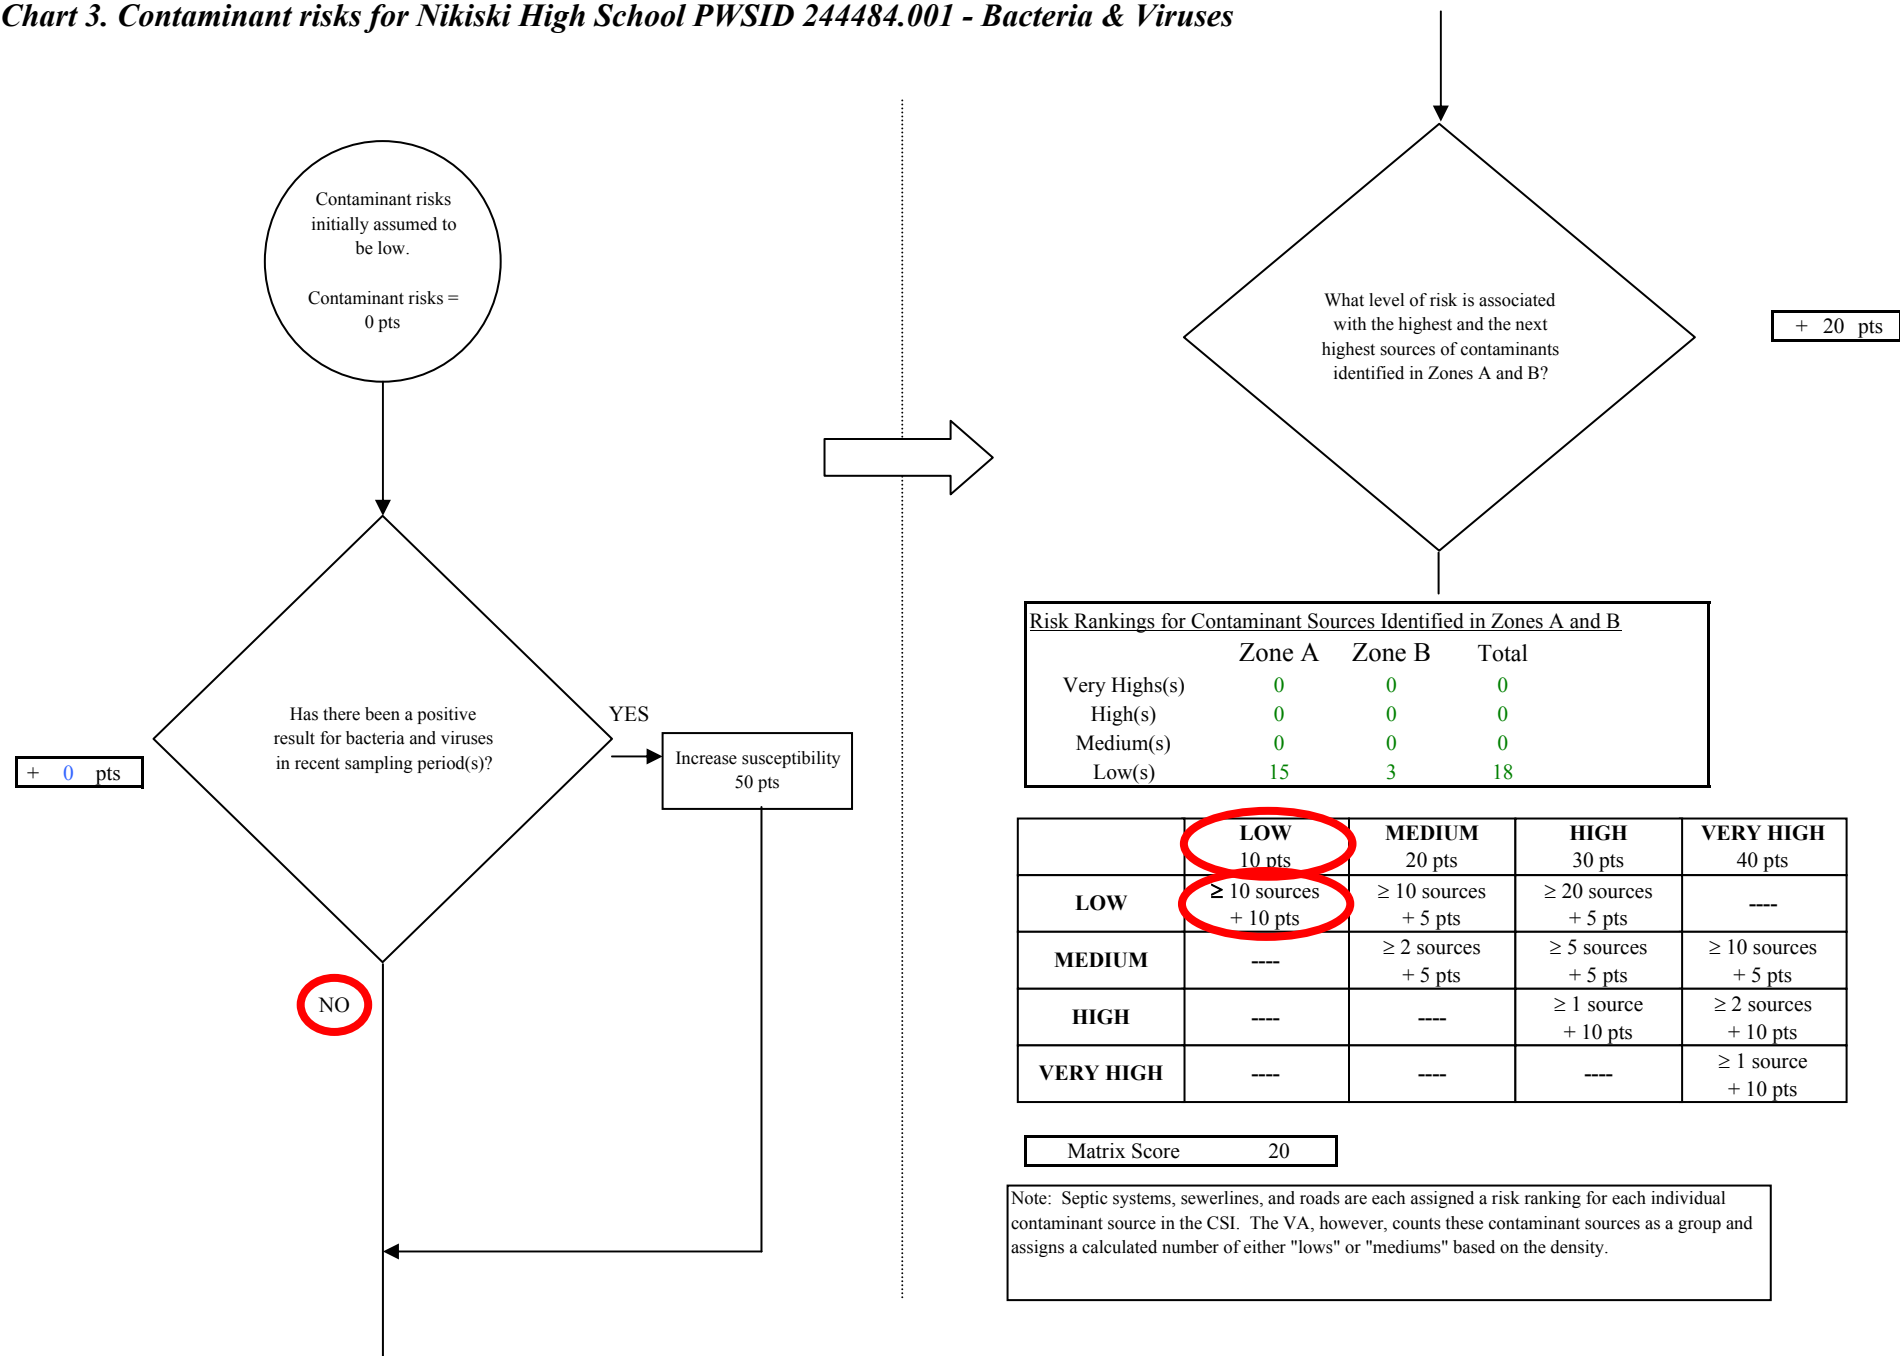 Chart 3. Contaminant risks for Nikiski High School PWSID 244484.001 - Bacteria & Viruses
Contaminant risks
initially assumed to
be low.
Contaminant risks =
0 pts
Has there been a positive
result for bacteria and viruses
in recent sampling period(s)?
+ 0 pts
YES
Increase susceptibility
50 pts
NO
What level of risk is associated
with the highest and the next
highest sources of contaminants
identified in Zones A and B?
+ 20 pts
Risk Rankings for Contaminant Sources Identified in Zones A and B
Zone A Zone B Total
Very Highs(s) 0 0 0
High(s) 0 0 0
Medium(s) 0 0 0
Low(s) 15 3 18
LOW MEDIUM HIGH VERY HIGH
10 pts 20 pts 30 pts 40 pts
LOW ≥ 10 sources + 10 pts ≥ 10 sources + 5 pts ≥ 20 sources + 5 pts ----
MEDIUM ---- ≥ 2 sources + 5 pts ≥ 5 sources + 5 pts ≥ 10 sources + 5 pts
HIGH ---- ---- ≥ 1 source + 10 pts ≥ 2 sources + 10 pts
VERY HIGH ---- ---- ---- ≥ 1 source + 10 pts
Matrix Score 20
Note: Septic systems, sewerlines, and roads are each assigned a risk ranking for each individual
contaminant source in the CSI. The VA, however, counts these contaminant sources as a group and
assigns a calculated number of either "lows" or "mediums" based on the density.